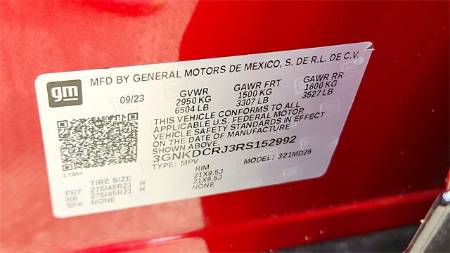 gm
MFD BY GENERAL MOTORS DE MEXICO, S. DE R.L. DE C.V.
09/23 GVWR GAWR FRT GAWR RR
2950 KG 1500 KG 1600 KG
6504 LB 3307 LB 3527 LB
THIS VEHICLE CONFORMS TO ALL
APPLICABLE U.S. FEDERAL MOTOR
VEHICLE SAFETY STANDARDS IN EFFECT
ON THE DATE OF MANUFACTURE
SHOWN ABOVE.
3GNKDCRJ3RS152992
TYPE: MPV MODEL: 321MD26
TIRE SIZE RIM
FRT 275/45R21 H 21X9.5J
RR 275/45R21 H 21X9.5J
SPA NONE NONE